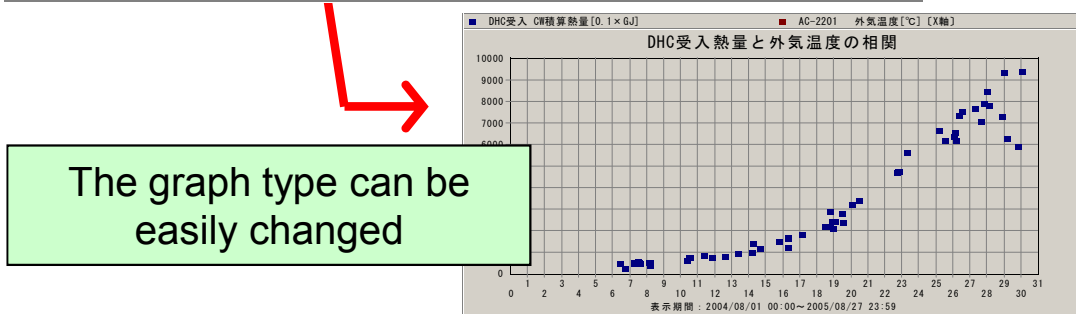 ■ DHC受入 CW積算熱量[0.1×GJ] ■ AC-2201 外気温度[℃] [X軸]
DHC受入熱量と外気温度の相関
10000
9000
8000
7000
6000
0
1 3 5 7 9 11 13 15 17 19 21 23 25 27 29 31
0 2 4 6 8 10 12 14 16 18 20 22 24 26 28 30
表示期間：2004/08/01 00:00～2005/08/27 23:59
The graph type can be
easily changed